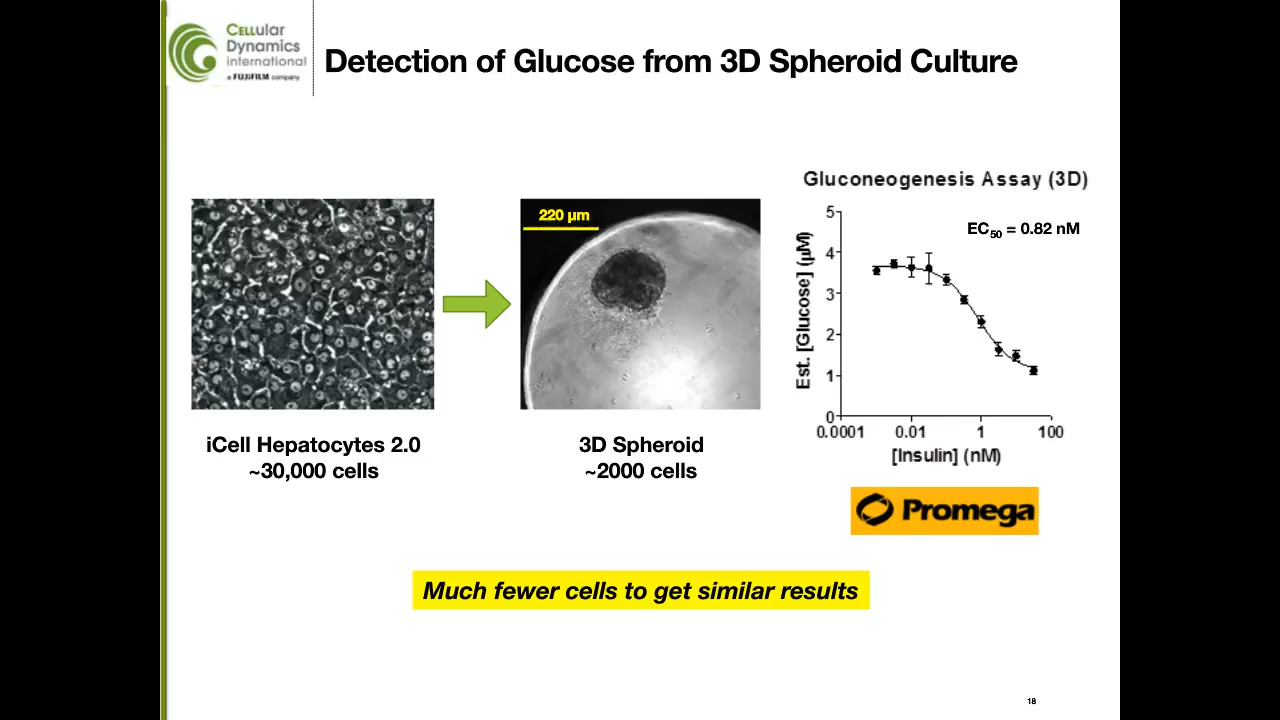 CELLular
Dynamics
international
a FUJIFILM company
Detection of Glucose from 3D Spheroid Culture
220 µm
iCell Hepatocytes 2.0
~30,000 cells
3D Spheroid
~2000 cells
Gluconeogenesis Assay (3D)
EC50 = 0.82 nM
Est. [Glucose] (µM)
5
4
3
2
1
0
0.0001 0.01 1 100
[Insulin] (nM)
Promega
Much fewer cells to get similar results
18